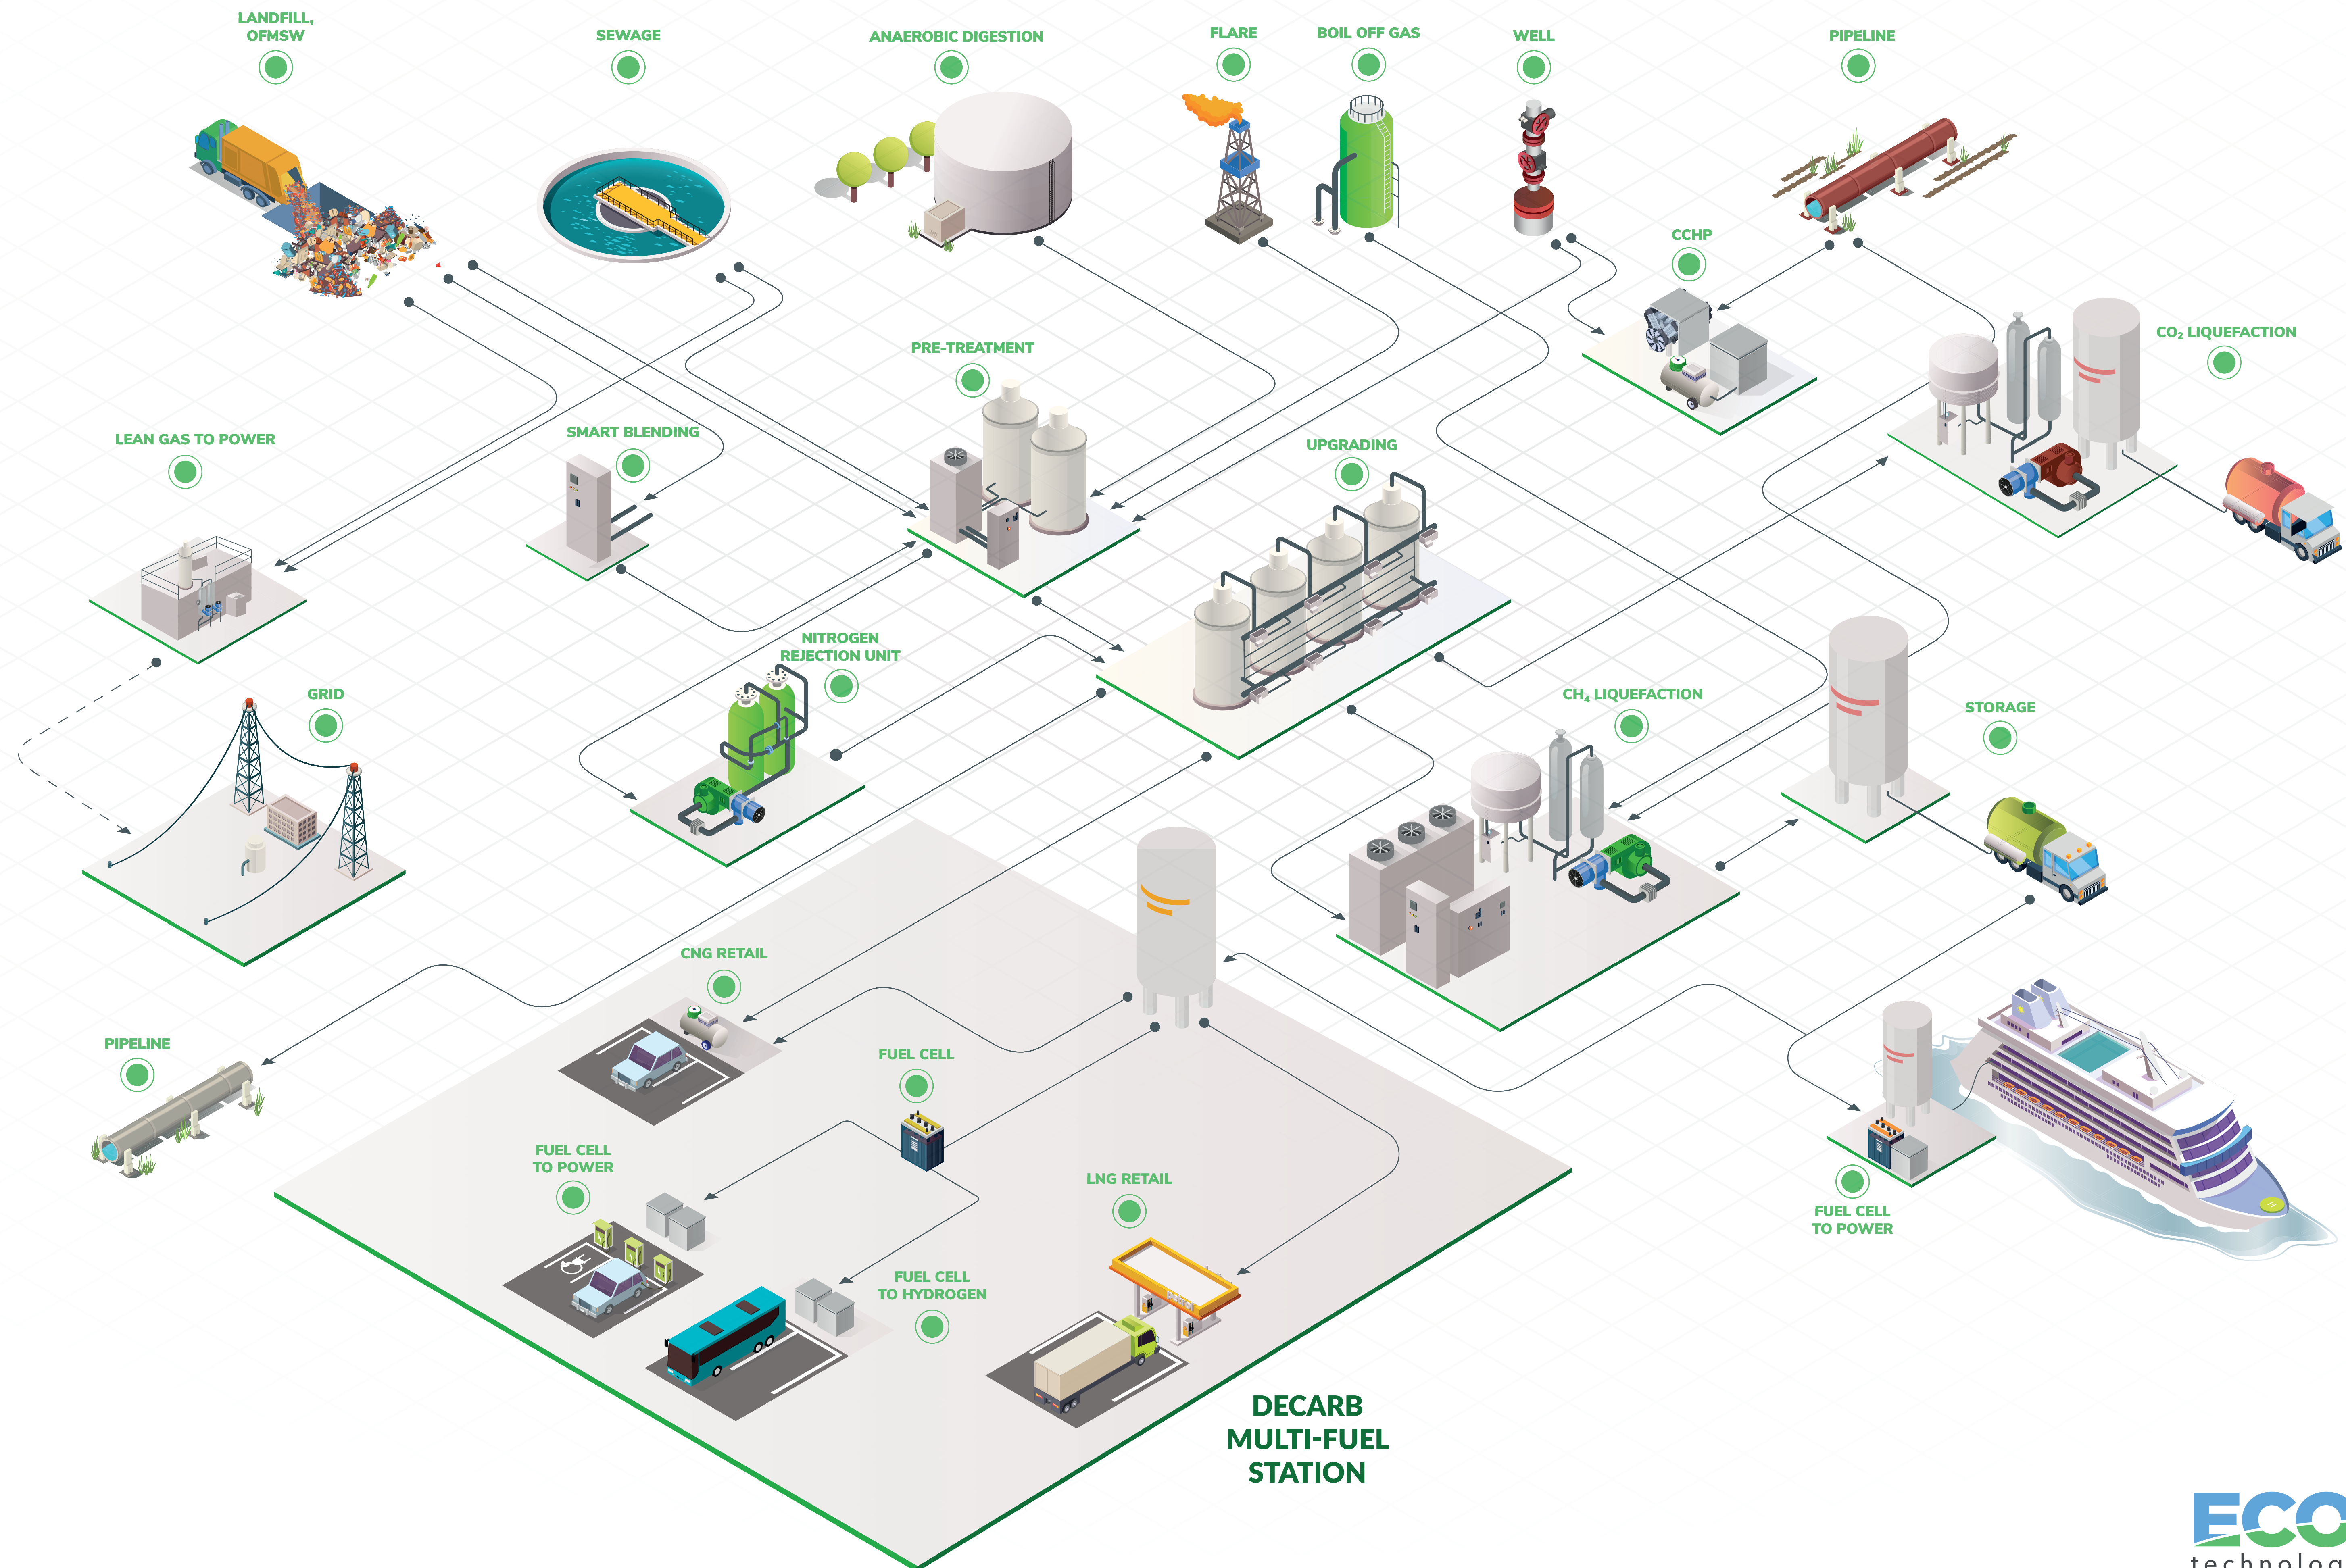 LANDFILL,
OFMSW
SEWAGE
ANAEROBIC DIGESTION
FLARE
BOIL OFF GAS
WELL
PIPELINE
CCHP
CO₂ LIQUEFACTION
PRE-TREATMENT
LEAN GAS TO POWER
SMART BLENDING
UPGRADING
NITROGEN
REJECTION UNIT
GRID
CH₄ LIQUEFACTION
STORAGE
CNG RETAIL
PIPELINE
FUEL CELL
FUEL CELL
TO POWER
LNG RETAIL
FUEL CELL
TO POWER
FUEL CELL
TO HYDROGEN
DECARB
MULTI-FUEL
STATION
ECO